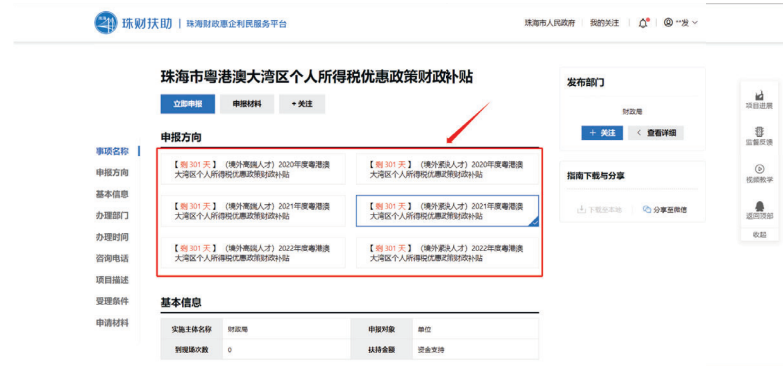 珠财扶助 | 珠海财政惠企利民服务平台
珠海市人民政府 我的关注 @ **发
珠海市粤港澳大湾区个人所得税优惠政策财政补贴
立即申报 申报材料 +关注
申报方向
【剩 301 天】（境外高端人才）2020年度粤港澳
大湾区个人所得税优惠政策财政补贴
【剩 301 天】（境外紧缺人才）2020年度粤港澳
大湾区个人所得税优惠政策财政补贴
【剩 301 天】（境外高端人才）2021年度粤港澳
大湾区个人所得税优惠政策财政补贴
【剩 301 天】（境外紧缺人才）2021年度粤港澳
大湾区个人所得税优惠政策财政补贴
【剩 301 天】（境外高端人才）2022年度粤港澳
大湾区个人所得税优惠政策财政补贴
【剩 301 天】（境外紧缺人才）2022年度粤港澳
大湾区个人所得税优惠政策财政补贴
基本信息
实施主体名称 财政局 申报对象 单位
到现场次数 0 扶持金额 资金支持
事项名称
申报方向
基本信息
办理部门
办理时间
咨询电话
项目描述
受理条件
申请材料
发布部门
财政局
+ 关注 < 查看详细
指南下载与分享
下载至本地 分享至微信
项目进展
监督反馈
视频教学
返回顶部
收起